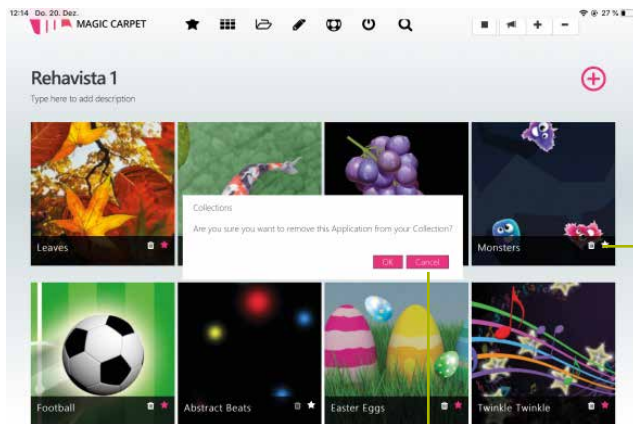 12:14 Do. 20. Dez.
27 %
MAGIC CARPET
Rehavista 1
Type here to add description
Collections
Are you sure you want to remove this Application from your Collection?
OK Cancel
Leaves
Monsters
Football
Abstract Beats
Easter Eggs
Twinkle Twinkle